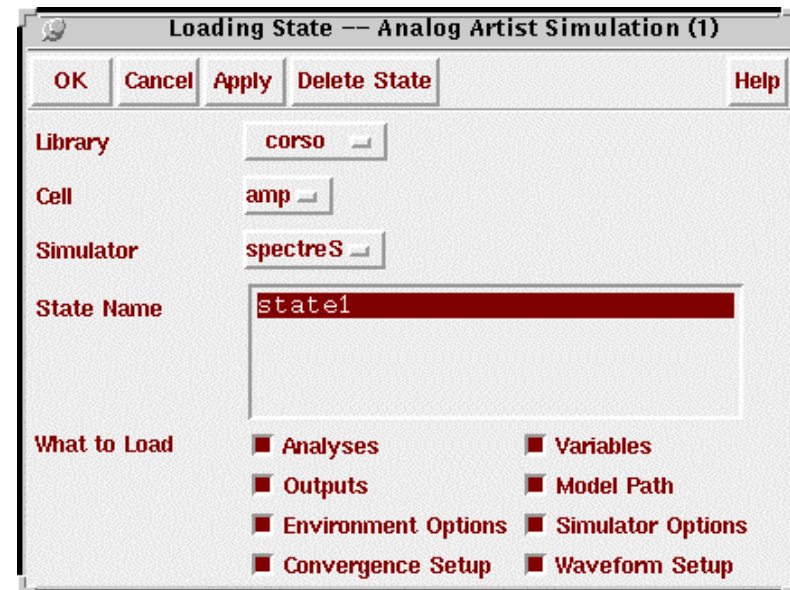 Loading State -- Analog Artist Simulation (1)
OK Cancel Apply Delete State Help
Library corso
Cell amp
Simulator spectreS
State Name state1
What to Load Analyses Variables
Outputs Model Path
Environment Options Simulator Options
Convergence Setup Waveform Setup